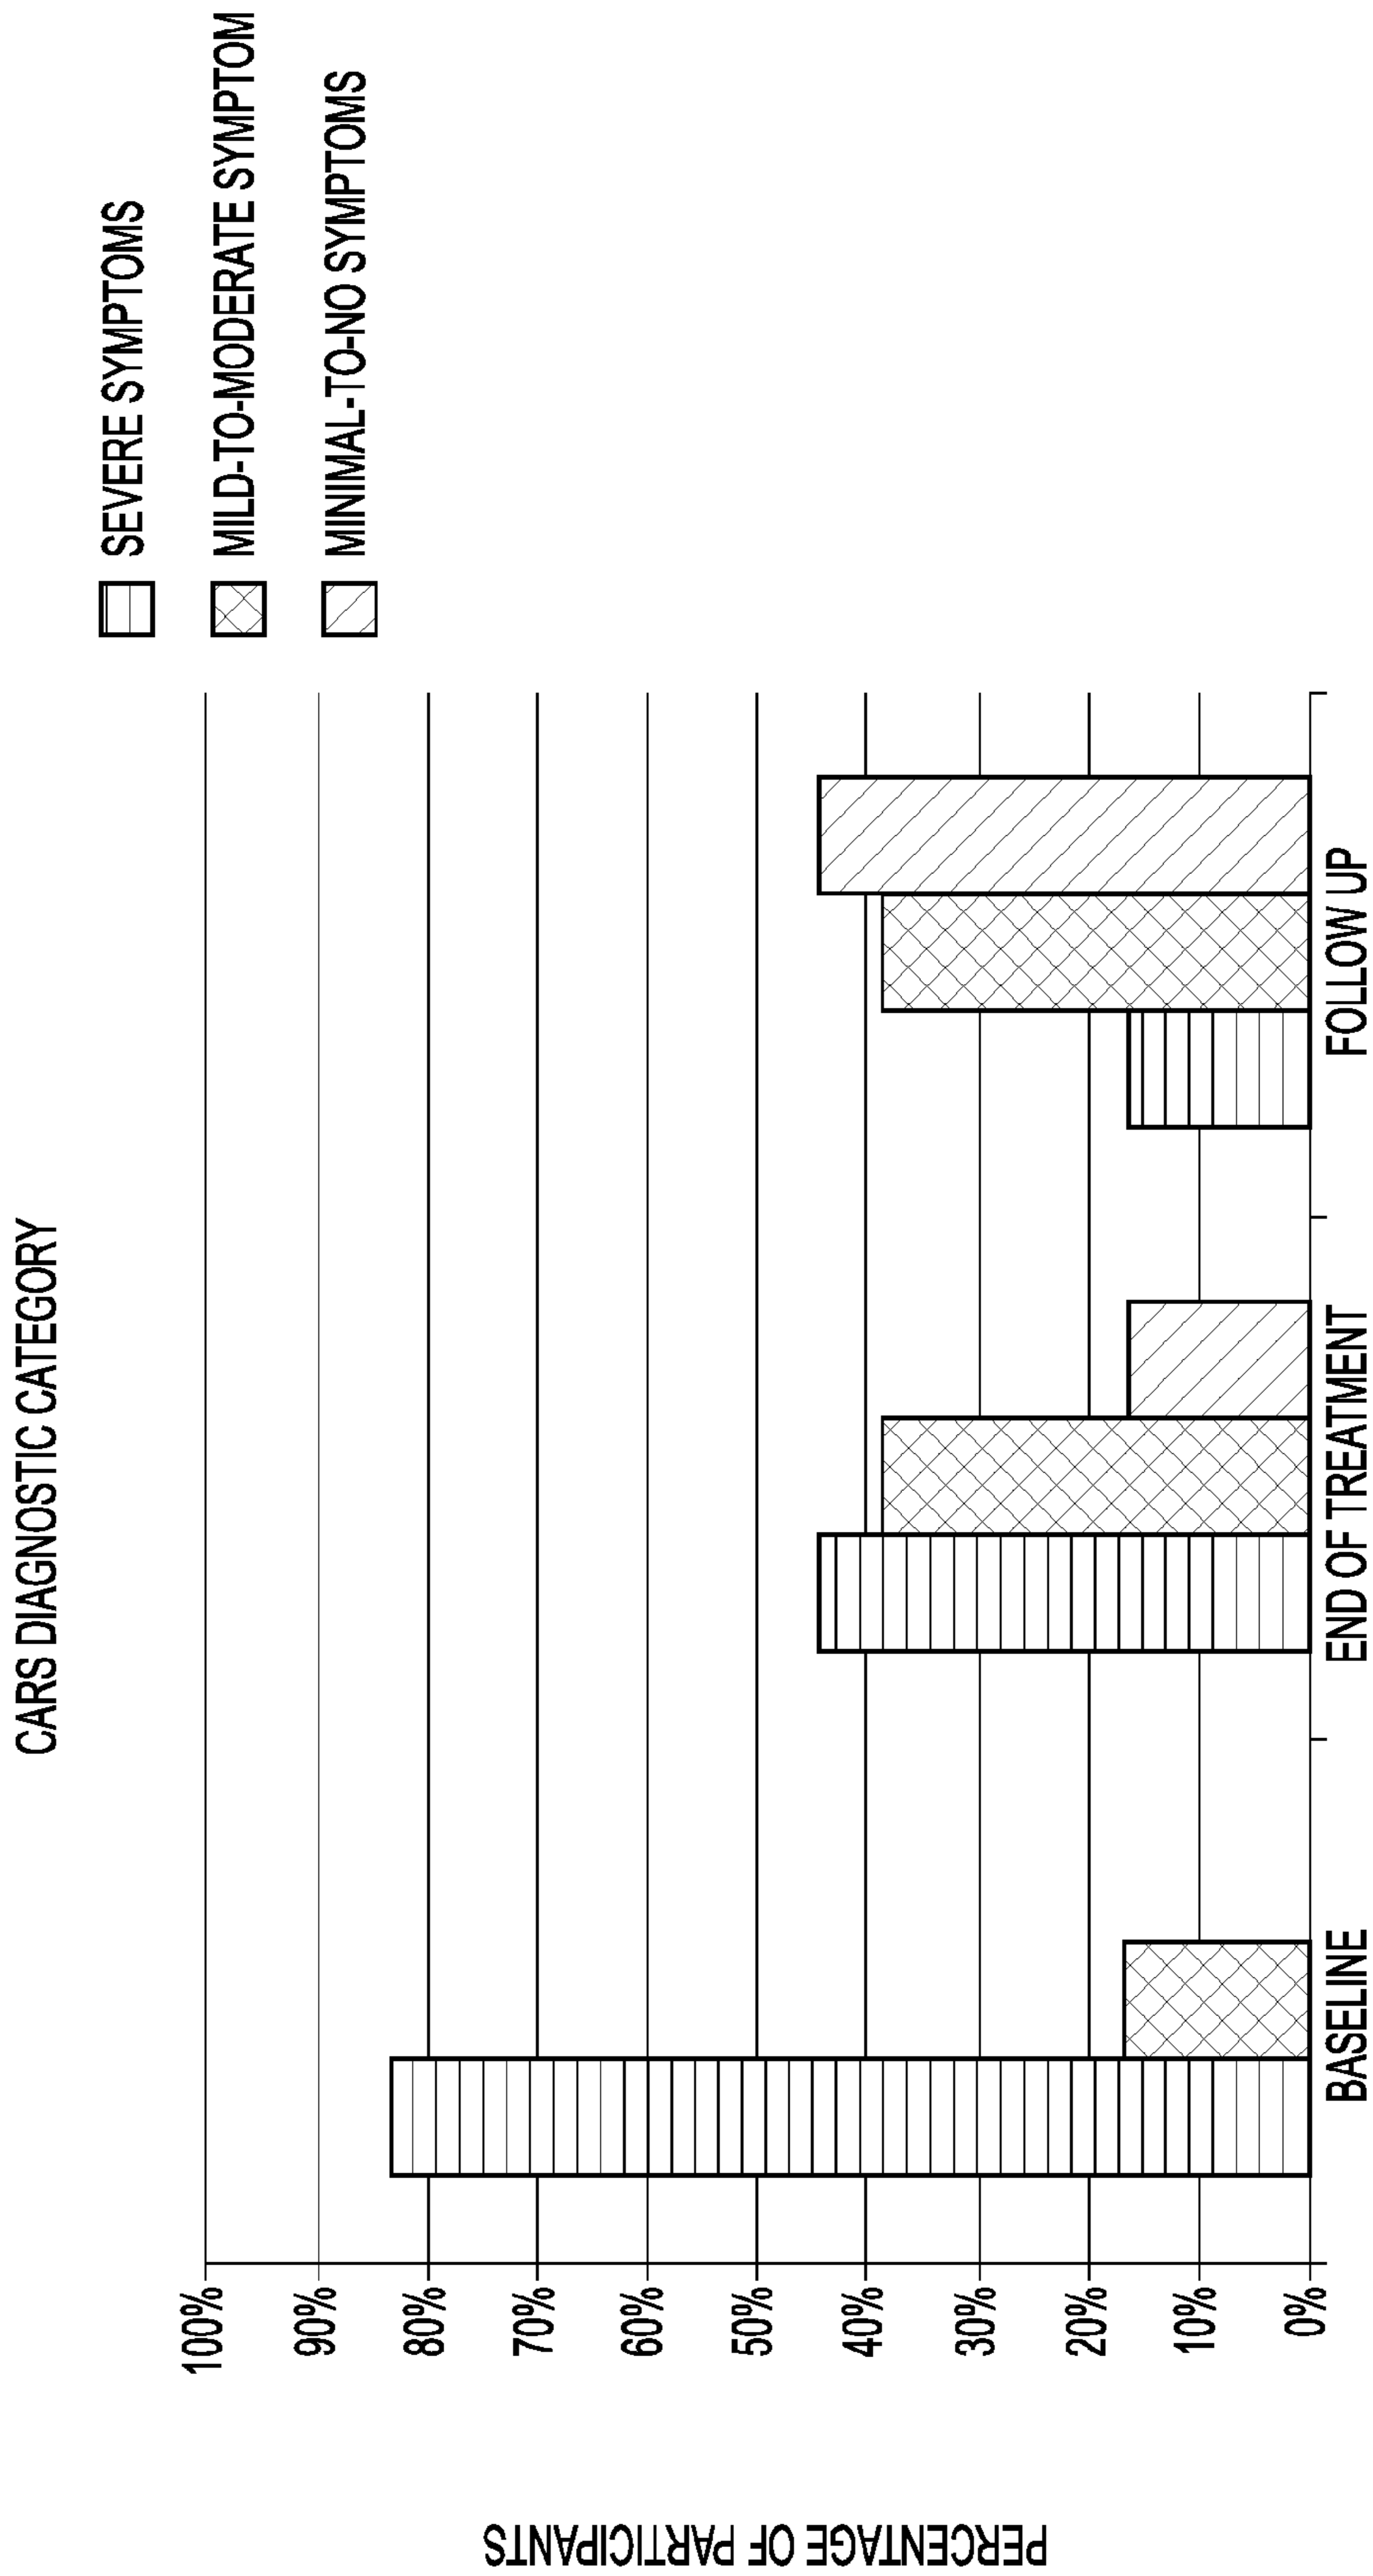 CARS DIAGNOSTIC CATEGORY
SEVERE SYMPTOMS
MILD-TO-MODERATE SYMPTOM
MINIMAL-TO-NO SYMPTOMS
PERCENTAGE OF PARTICIPANTS
100%
90%
80%
70%
60%
50%
40%
30%
20%
10%
0%
BASELINE
END OF TREATMENT
FOLLOW UP